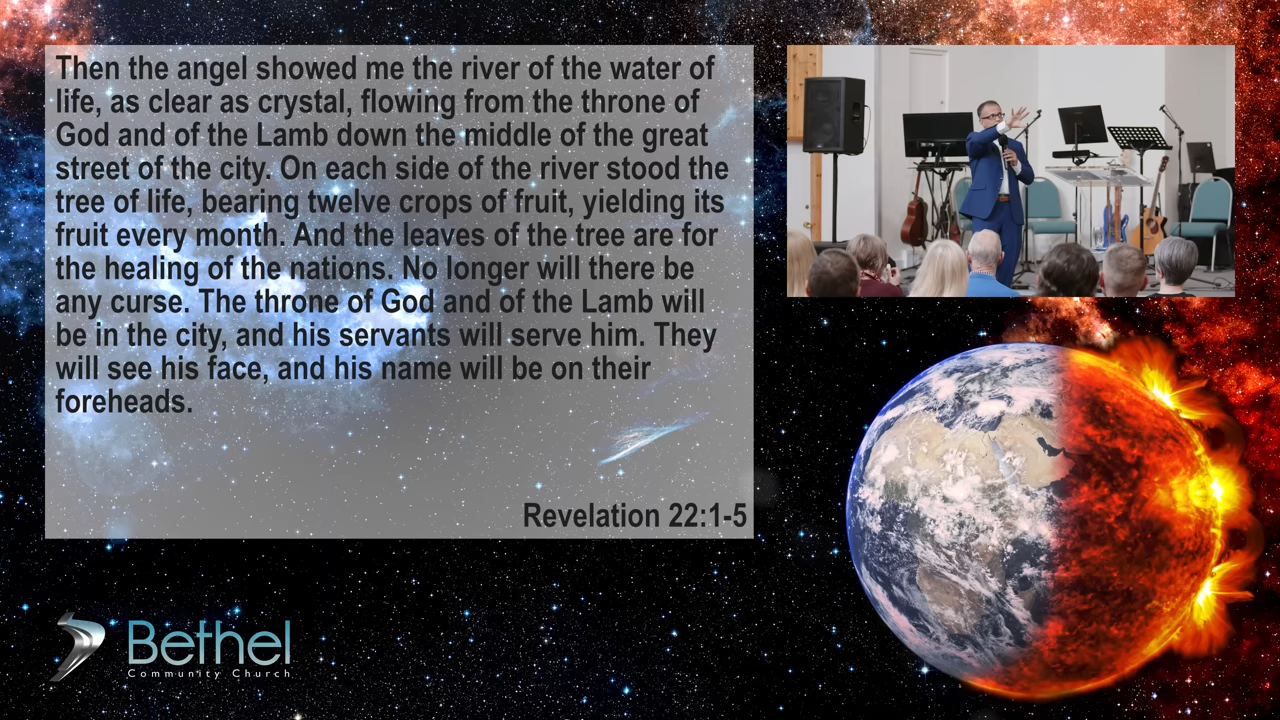 Then the angel showed me the river of the water of
life, as clear as crystal, flowing from the throne of
God and of the Lamb down the middle of the great
street of the city. On each side of the river stood the
tree of life, bearing twelve crops of fruit, yielding its
fruit every month. And the leaves of the tree are for
the healing of the nations. No longer will there be
any curse. The throne of God and of the Lamb will
be in the city, and his servants will serve him. They
will see his face, and his name will be on their
foreheads.
Revelation 22:1-5
Bethel
Community Church